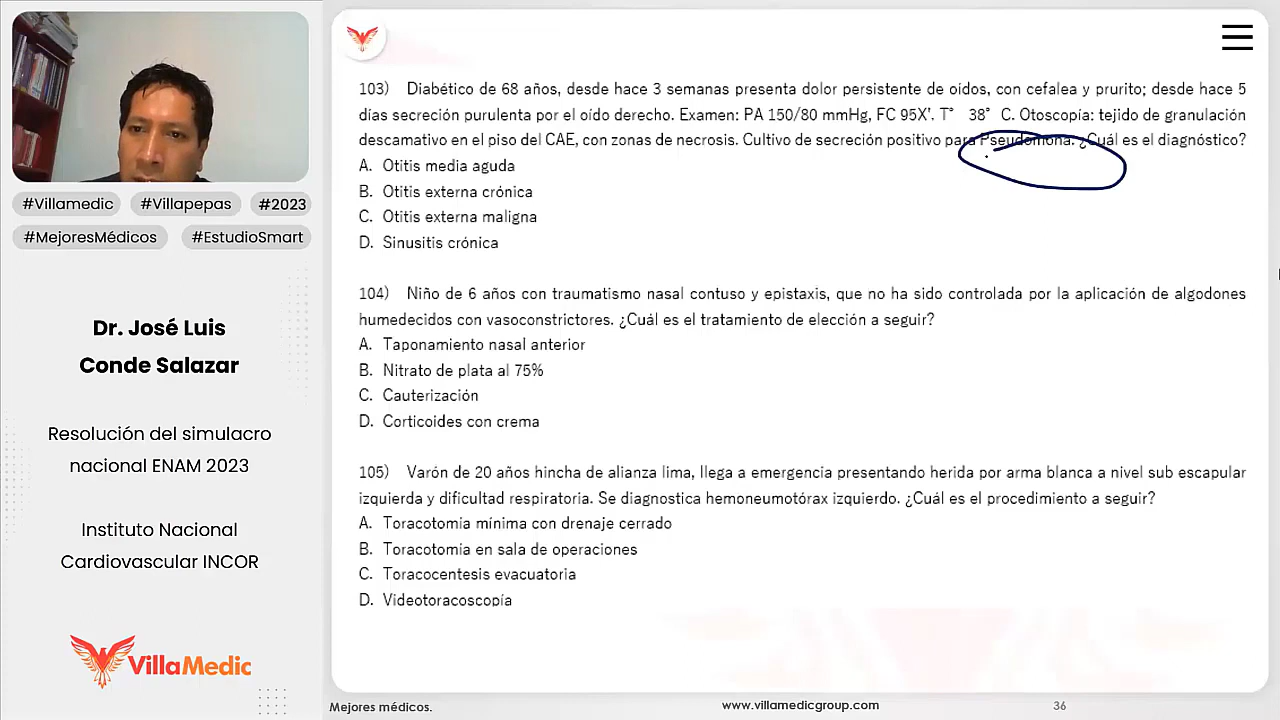 103) Diabético de 68 años, desde hace 3 semanas presenta dolor persistente de oídos, con cefalea y prurito; desde hace 5
días secreción purulenta por el oído derecho. Examen: PA 150/80 mmHg, FC 95X'. T° 38° C. Otoscopía: tejido de granulación
descamativo en el piso del CAE, con zonas de necrosis. Cultivo de secreción positivo para Pseudomona. ¿Cuál es el diagnóstico?
A. Otitis media aguda
B. Otitis externa crónica
C. Otitis externa maligna
D. Sinusitis crónica
104) Niño de 6 años con traumatismo nasal contuso y epistaxis, que no ha sido controlada por la aplicación de algodones
humedecidos con vasoconstrictores. ¿Cuál es el tratamiento de elección a seguir?
A. Taponamiento nasal anterior
B. Nitrato de plata al 75%
C. Cauterización
D. Corticoides con crema
105) Varón de 20 años hincha de alianza lima, llega a emergencia presentando herida por arma blanca a nivel sub escapular
izquierda y dificultad respiratoria. Se diagnostica hemoneumotórax izquierdo. ¿Cuál es el procedimiento a seguir?
A. Toracotomía mínima con drenaje cerrado
B. Toracotomía en sala de operaciones
C. Toracocentesis evacuatoria
D. Videotoracoscopía
#Villamedic #Villapepas #2023
#MejoresMédicos #EstudioSmart
Dr. José Luis
Conde Salazar
Resolución del simulacro
nacional ENAM 2023
Instituto Nacional
Cardiovascular INCOR
VillaMedic
Mejores médicos. www.villamedicgroup.com 36